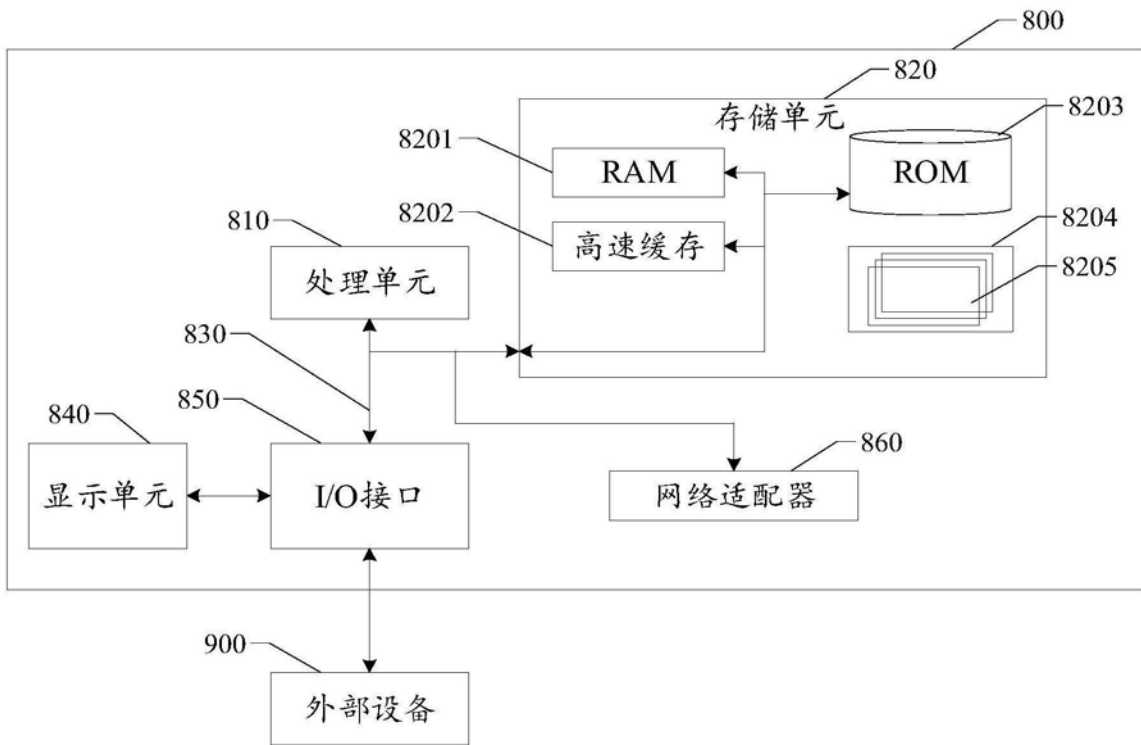 800
820
存储单元
8203
8201
RAM
ROM
8202
高速缓存
8204
810
8205
处理单元
830
850
840
860
显示单元
I/O接口
网络适配器
900
外部设备